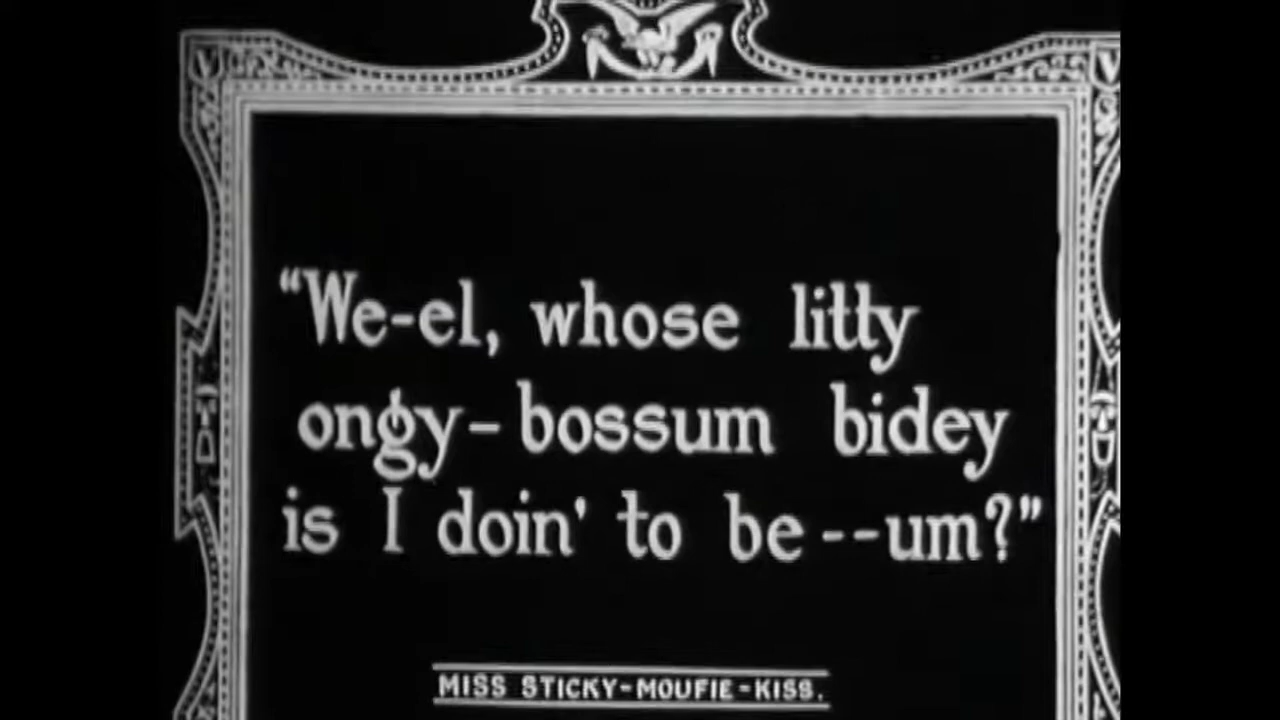 “We-el, whose litty
ongy-bossum bidey
is I doin' to be--um?”
MISS STICKY-MOUFIE-KISS.